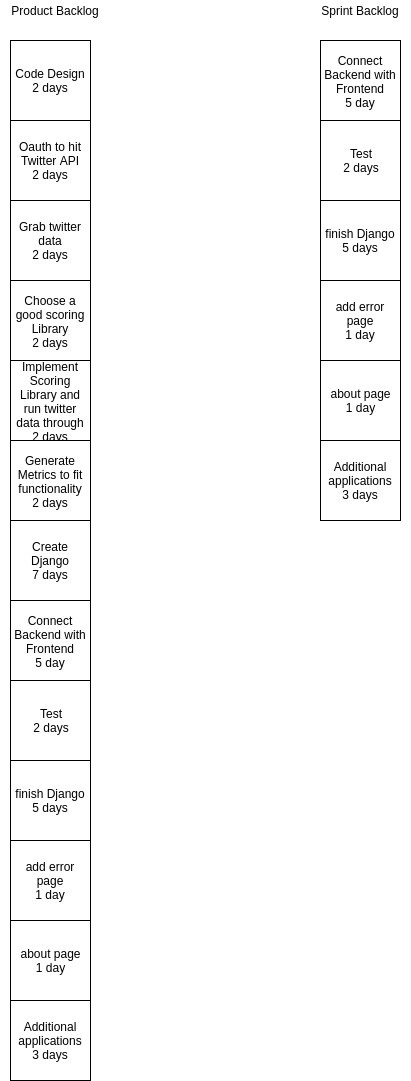 Product Backlog
Code Design
2 days
Oauth to hit
Twitter API
2 days
Grab twitter
data
2 days
Choose a
good scoring
Library
2 days
Implement
Scoring
Library and
run twitter
data through
2 days
Generate
Metrics to fit
functionality
2 days
Create
Django
7 days
Connect
Backend with
Frontend
5 day
Test
2 days
finish Django
5 days
add error
page
1 day
about page
1 day
Additional
applications
3 days
Sprint Backlog
Connect
Backend with
Frontend
5 day
Test
2 days
finish Django
5 days
add error
page
1 day
about page
1 day
Additional
applications
3 days